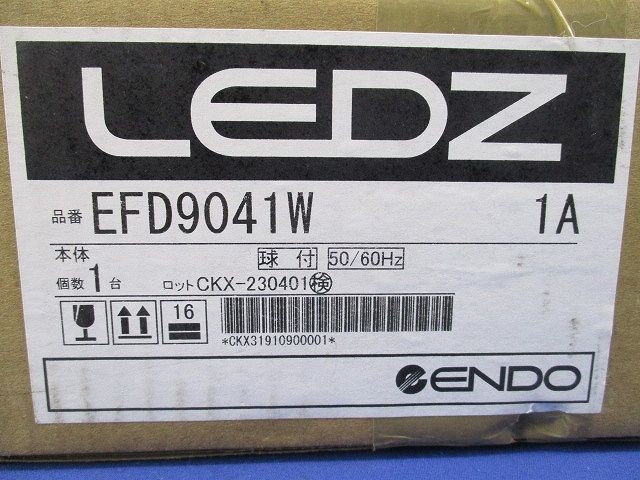 LEDZ
品番 EFD9041W 1A
本体 球付 50/60Hz
個数 1 台 ロット CKX-230401 検
16
*CKX31910900001*
ENDO